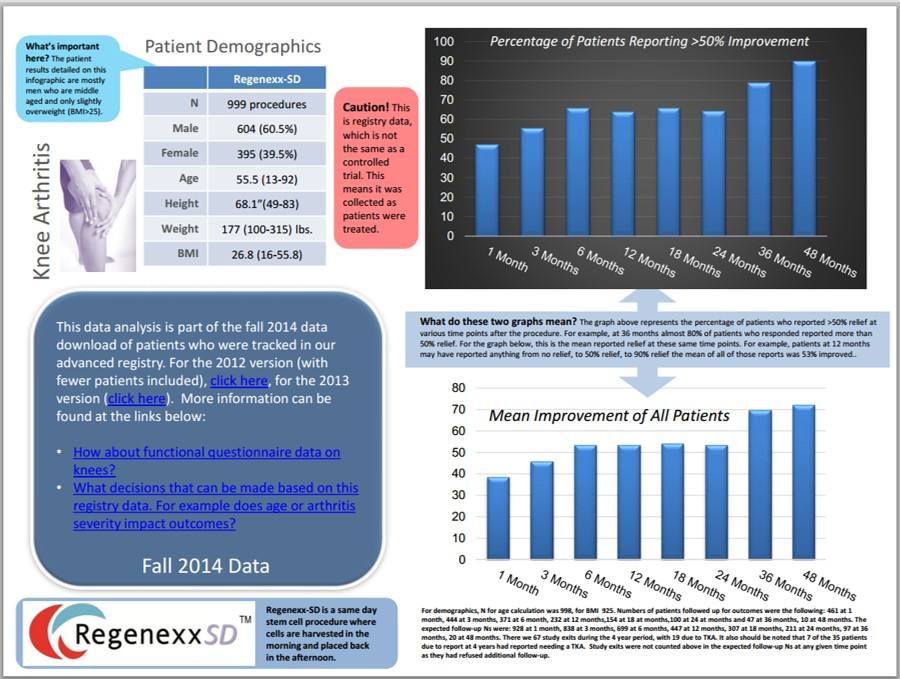 What's important
here? The patient
results detailed on this
infographic are mostly
men who are middle
aged and only slightly
overweight (BMI>25).
Patient Demographics
Regenexx-SD
N 999 procedures
Male 604 (60.5%)
Female 395 (39.5%)
Age 55.5 (13-92)
Height 68.1"(49-83)
Weight 177 (100-315) lbs.
BMI 26.8 (16-55.8)
Knee Arthritis
Caution! This
is registry data,
which is not
the same as a
controlled
trial. This
means it was
collected as
patients were
treated.
Percentage of Patients Reporting >50% Improvement
100
90
80
70
60
50
40
30
20
10
0
1 Month
3 Months
6 Months
12 Months
18 Months
24 Months
36 Months
48 Months
What do these two graphs mean? The graph above represents the percentage of patients who reported >50% relief at
various time points after the procedure. For example, at 36 months almost 80% of patients who responded reported more than
50% relief. For the graph below, this is the mean reported relief at these same time points. For example, patients at 12 months
may have reported anything from no relief, to 50% relief, to 90% relief the mean of all of those reports was 53% improved..
Mean Improvement of All Patients
80
70
60
50
40
30
20
10
0
1 Month
3 Months
6 Months
12 Months
18 Months
24 Months
36 Months
48 Months
This data analysis is part of the fall 2014 data
download of patients who were tracked in our
advanced registry. For the 2012 version (with
fewer patients included), click here, for the 2013
version (click here). More information can be
found at the links below:
• How about functional questionnaire data on
knees?
• What decisions that can be made based on this
registry data. For example does age or arthritis
severity impact outcomes?
Fall 2014 Data
RegenexxSD TM
Regenexx-SD is a same day
stem cell procedure where
cells are harvested in the
morning and placed back
in the afternoon.
For demographics, N for age calculation was 998, for BMI 925. Numbers of patients followed up for outcomes were the following: 461 at 1
month, 444 at 3 months, 371 at 6 month, 232 at 12 months,154 at 18 at months,100 at 24 at months and 47 at 36 months, 10 at 48 months. The
expected follow-up Ns were: 928 at 1 month, 838 at 3 months, 699 at 6 months, 447 at 12 months, 307 at 18 months, 211 at 24 months, 97 at 36
months, 20 at 48 months. There we 67 study exits during the 4 year period, with 19 due to TKA. It also should be noted that 7 of the 35 patients
due to report at 4 years had reported needing a TKA. Study exits were not counted above in the expected follow-up Ns at any given time point
as they had refused additional follow-up.